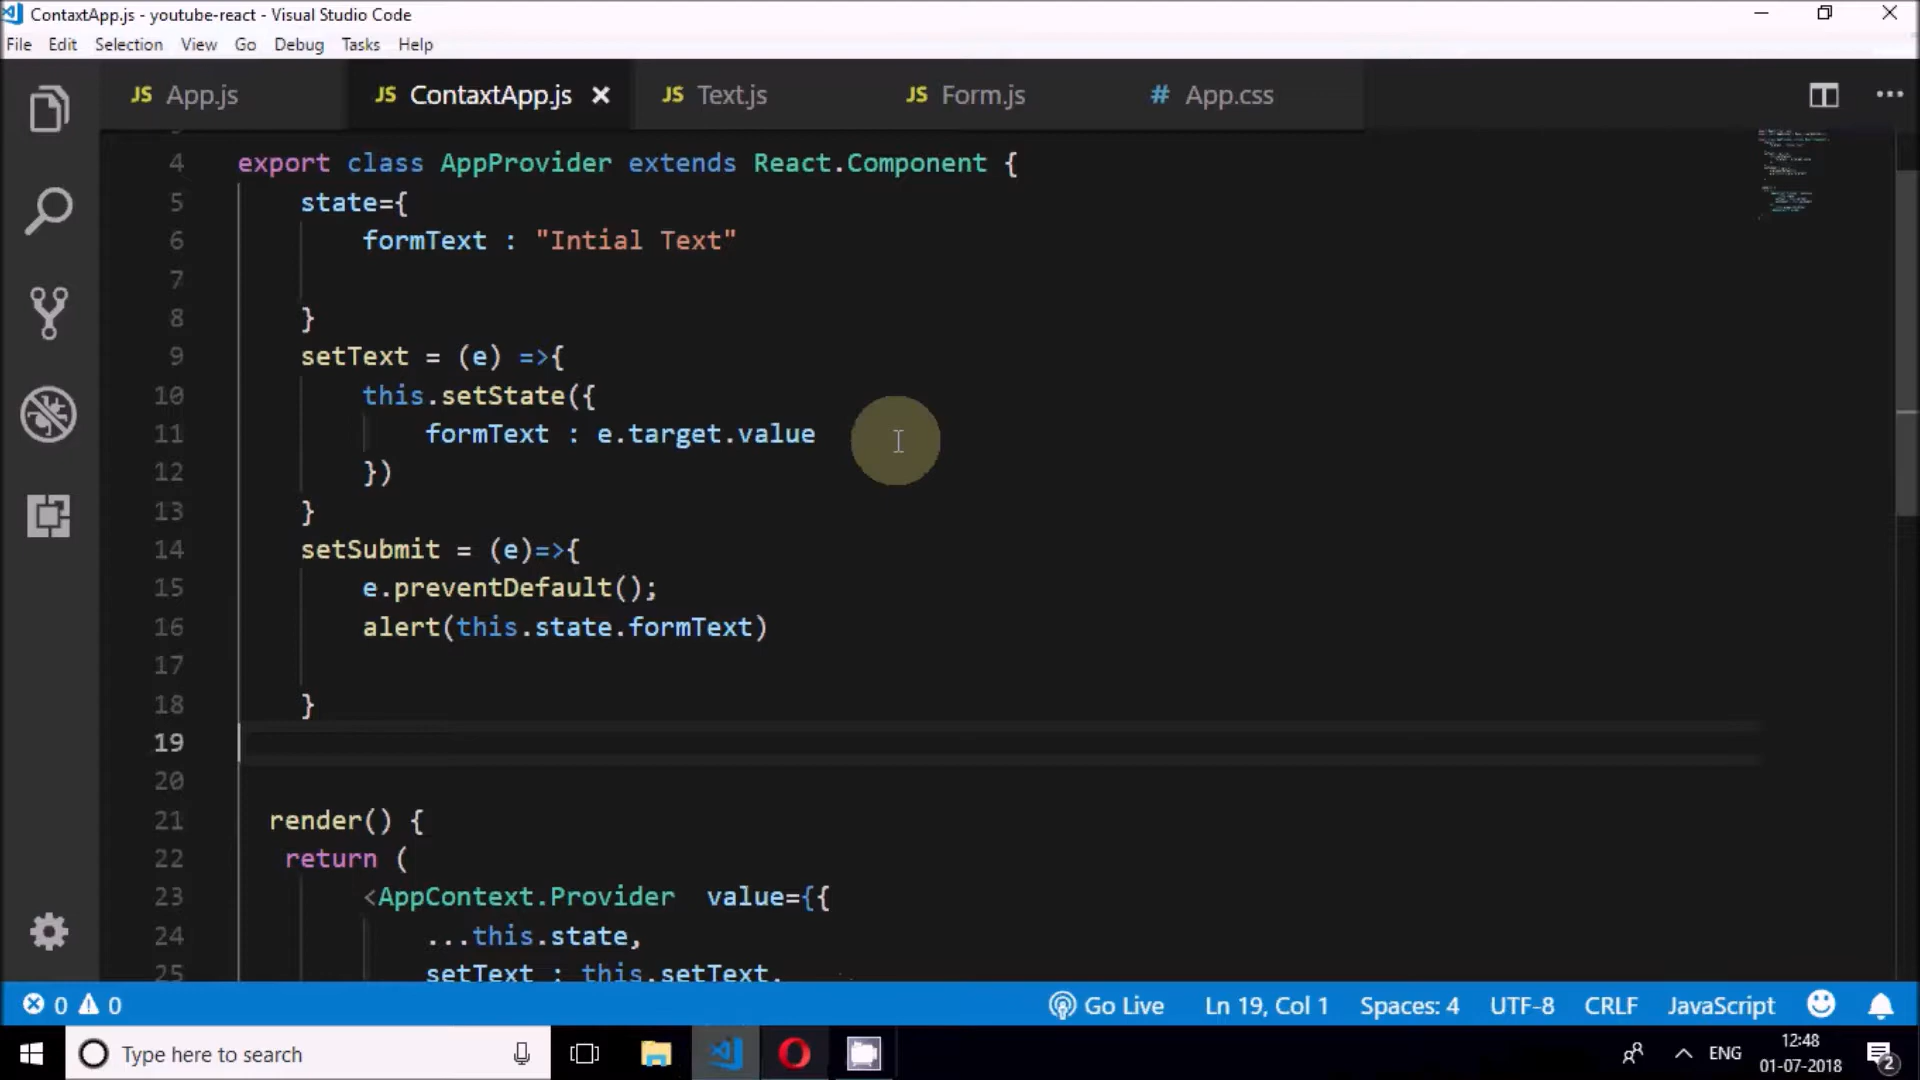 ContaxtApp.js - youtube-react - Visual Studio Code
File Edit Selection View Go Debug Tasks Help
JS App.js JS ContaxtApp.js JS Text.js JS Form.js # App.css
4 export class AppProvider extends React.Component {
5 state={
6 formText : "Intial Text"
7
8 }
9 setText = (e) =>{
10 this.setState({
11 formText : e.target.value
12 })
13 }
14 setSubmit = (e)=>{
15 e.preventDefault();
16 alert(this.state.formText)
17
18 }
19
20
21 render() {
22 return (
23 <AppContext.Provider value={{
24 ...this.state,
25 setText : this.setText,
0 0 Go Live Ln 19, Col 1 Spaces: 4 UTF-8 CRLF JavaScript
Type here to search ENG 12:48
01-07-2018 2